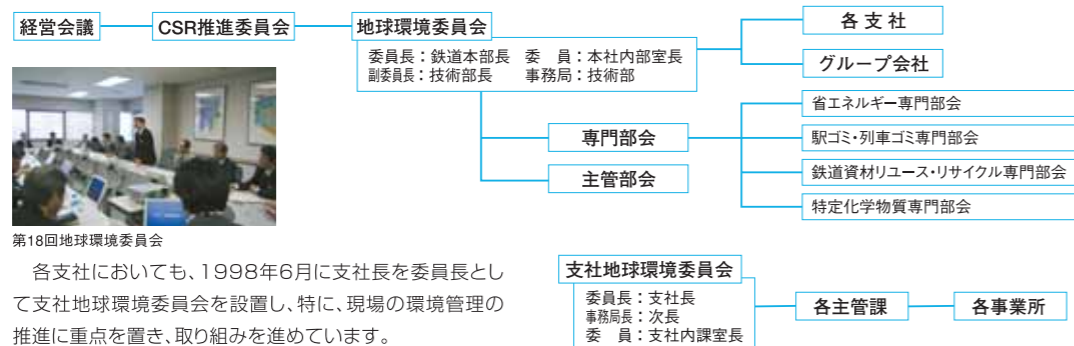 経営会議
CSR推進委員会
地球環境委員会
委員長：鉄道本部長　委　員：本社内部室長
副委員長：技術部長　事務局：技術部
各支社
グループ会社
専門部会
主管部会
省エネルギー専門部会
駅ゴミ・列車ゴミ専門部会
鉄道資材リユース・リサイクル専門部会
特定化学物質専門部会
第18回地球環境委員会
各支社においても、1998年6月に支社長を委員長とし
て支社地球環境委員会を設置し、特に、現場の環境管理の
推進に重点を置き、取り組みを進めています。
支社地球環境委員会
委員長：支社長
事務局長：次長
委　員：支社内課室長
各主管課
各事業所